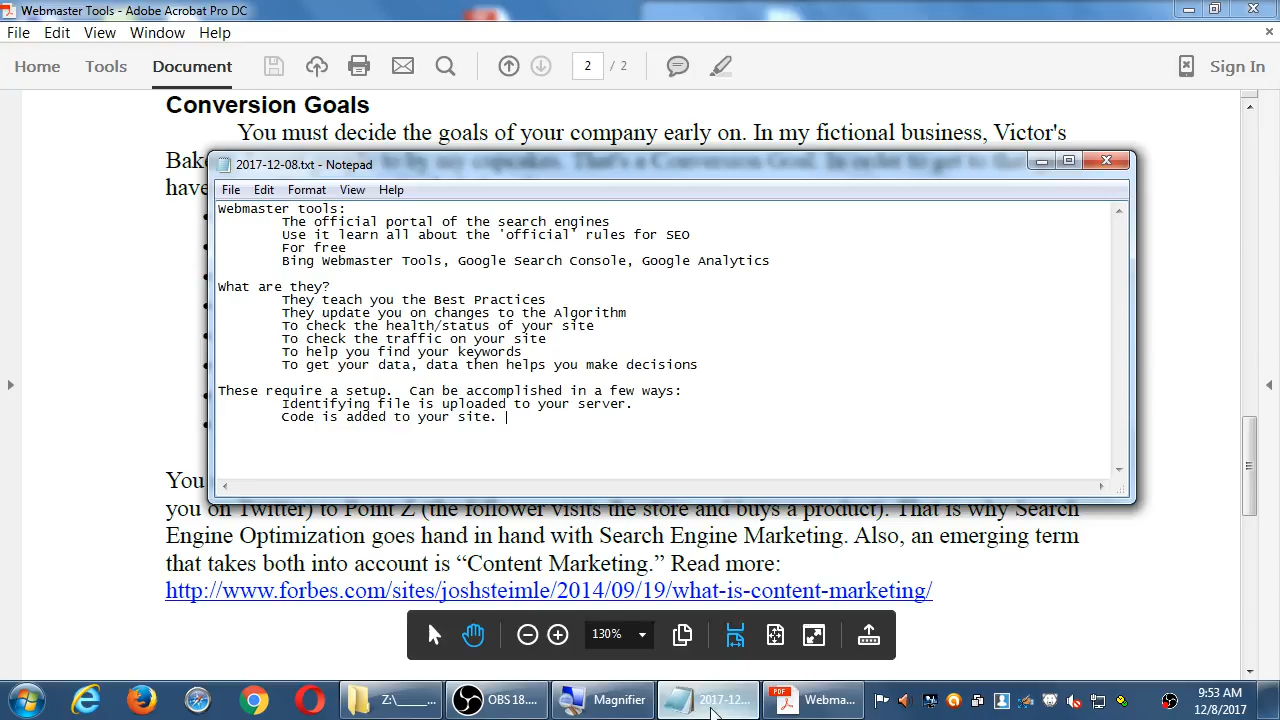 Webmaster Tools - Adobe Acrobat Pro DC
File Edit View Window Help
Home Tools Document 2 / 2 Sign In
Conversion Goals
You must decide the goals of your company early on. In my fictional business, Victor's
Bake
have
2017-12-08.txt - Notepad
File Edit Format View Help
Webmaster tools:
The official portal of the search engines
Use it learn all about the 'official' rules for SEO
For free
Bing Webmaster Tools, Google Search Console, Google Analytics
What are they?
They teach you the Best Practices
They update you on changes to the Algorithm
To check the health/status of your site
To check the traffic on your site
To help you find your keywords
To get your data, data then helps you make decisions
These require a setup.  Can be accomplished in a few ways:
Identifying file is uploaded to your server.
Code is added to your site.
You
you on Twitter) to Point Z (the follower visits the store and buys a product). That is why Search
Engine Optimization goes hand in hand with Search Engine Marketing. Also, an emerging term
that takes both into account is “Content Marketing.” Read more:
http://www.forbes.com/sites/joshsteimle/2014/09/19/what-is-content-marketing/
130%
Z:\_____... OBS 18.... Magnifier 2017-12... Webma... 9:53 AM
12/8/2017